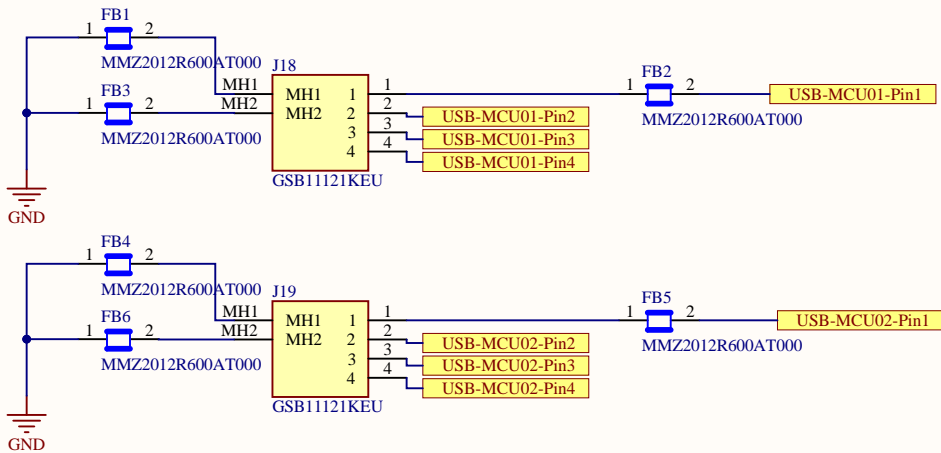 FB1
1 2
MMZ2012R600AT000
J18
MH1 MH1 1 1
FB2
1 2
USB-MCU01-Pin1
MMZ2012R600AT000
FB3
1 2
MH2 MH2 2 2
USB-MCU01-Pin2
3 3
USB-MCU01-Pin3
4 4
USB-MCU01-Pin4
MMZ2012R600AT000
GSB11121KEU
GND
FB4
1 2
MMZ2012R600AT000
J19
MH1 MH1 1 1
FB5
1 2
USB-MCU02-Pin1
MMZ2012R600AT000
FB6
1 2
MH2 MH2 2 2
USB-MCU02-Pin2
3 3
USB-MCU02-Pin3
4 4
USB-MCU02-Pin4
MMZ2012R600AT000
GSB11121KEU
GND